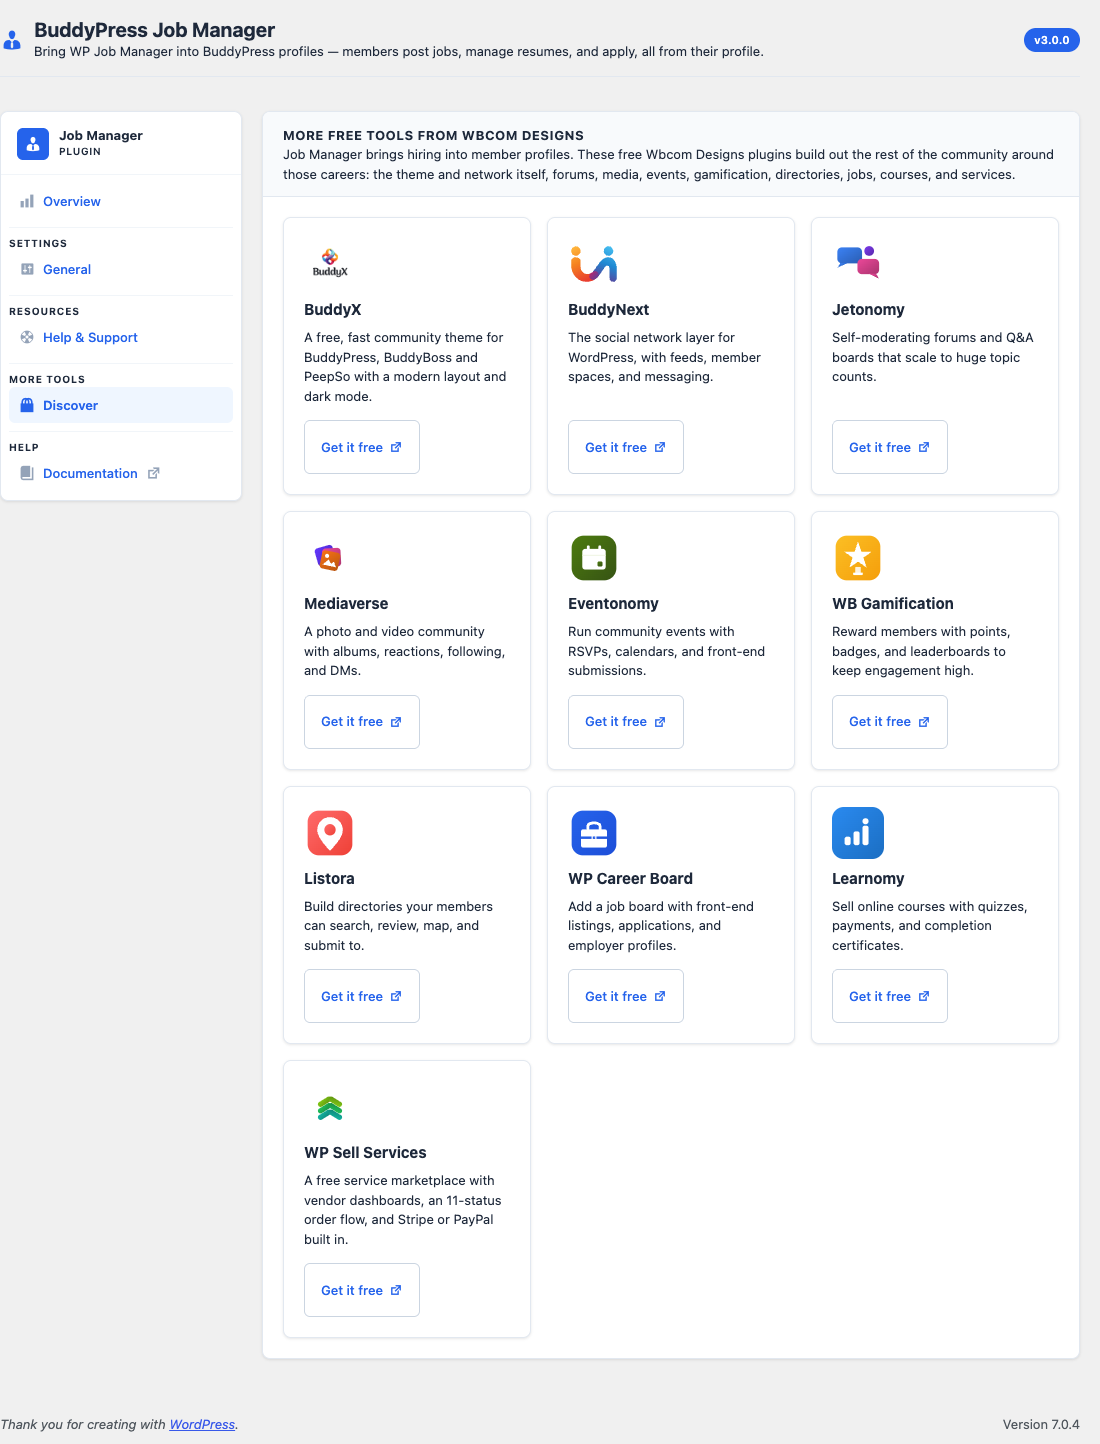 BuddyPress Job Manager
Bring WP Job Manager into BuddyPress profiles — members post jobs, manage resumes, and apply, all from their profile.
v3.0.0
Job Manager
PLUGIN
Overview
SETTINGS
General
RESOURCES
Help & Support
MORE TOOLS
Discover
HELP
Documentation
MORE FREE TOOLS FROM WBCOM DESIGNS
Job Manager brings hiring into member profiles. These free Wbcom Designs plugins build out the rest of the community around
those careers: the theme and network itself, forums, media, events, gamification, directories, jobs, courses, and services.
BuddyX
BuddyX
A free, fast community theme for
BuddyPress, BuddyBoss and
PeepSo with a modern layout and
dark mode.
Get it free
BuddyNext
The social network layer for
WordPress, with feeds, member
spaces, and messaging.
Get it free
Jetonomy
Self-moderating forums and Q&A
boards that scale to huge topic
counts.
Get it free
Mediaverse
A photo and video community
with albums, reactions, following,
and DMs.
Get it free
Eventonomy
Run community events with
RSVPs, calendars, and front-end
submissions.
Get it free
WB Gamification
Reward members with points,
badges, and leaderboards to
keep engagement high.
Get it free
Listora
Build directories your members
can search, review, map, and
submit to.
Get it free
WP Career Board
Add a job board with front-end
listings, applications, and
employer profiles.
Get it free
Learnomy
Sell online courses with quizzes,
payments, and completion
certificates.
Get it free
WP Sell Services
A free service marketplace with
vendor dashboards, an 11-status
order flow, and Stripe or PayPal
built in.
Get it free
Thank you for creating with WordPress.
Version 7.0.4